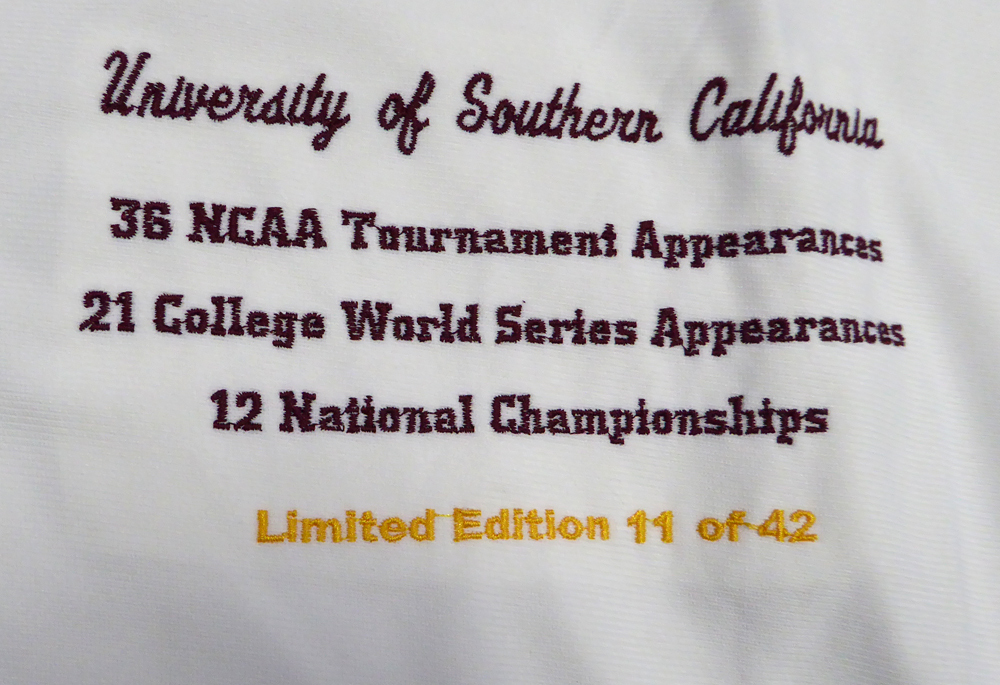 University of Southern California
36 NCAA Tournament Appearances
21 College World Series Appearances
12 National Championships
Limited Edition 11 of 42